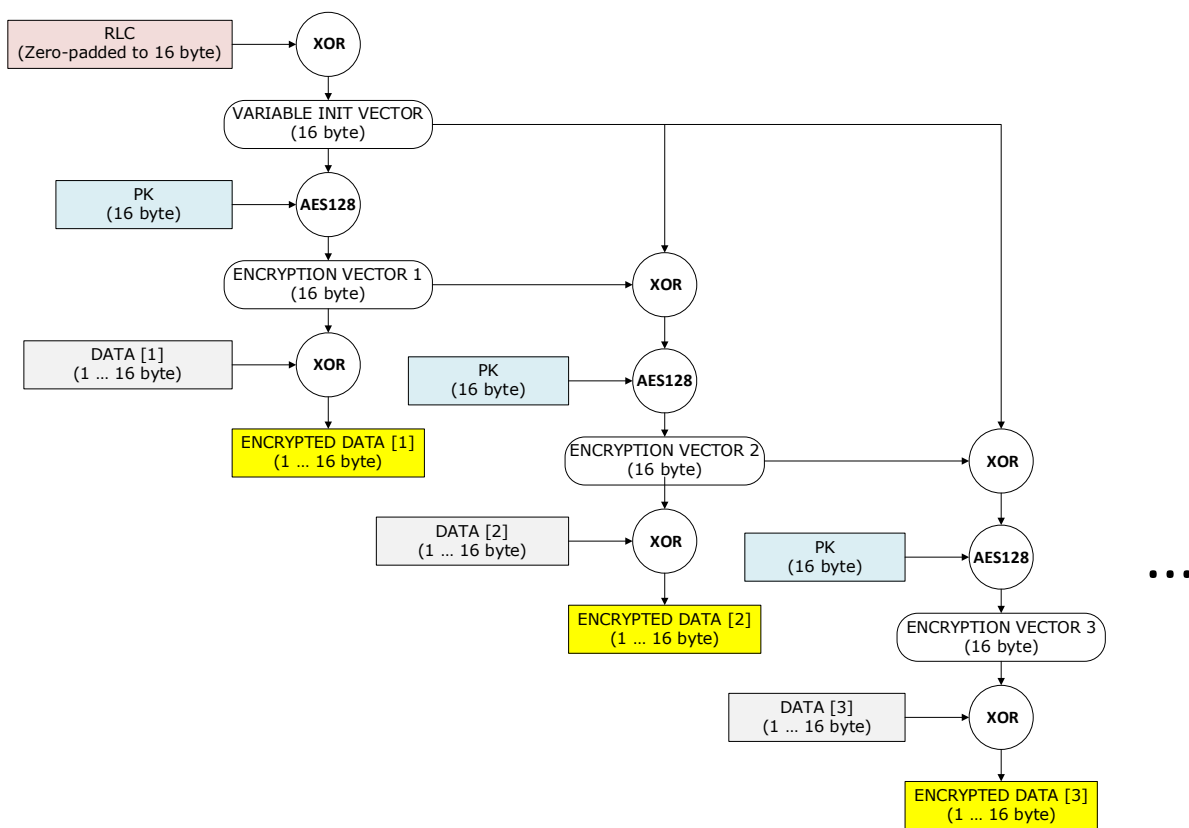 RLC
(Zero-padded to 16 byte)
XOR
VARIABLE INIT VECTOR
(16 byte)
PK
(16 byte)
AES128
ENCRYPTION VECTOR 1
(16 byte)
XOR
DATA [1]
(1 ... 16 byte)
XOR
PK
(16 byte)
AES128
ENCRYPTED DATA [1]
(1 ... 16 byte)
ENCRYPTION VECTOR 2
(16 byte)
XOR
DATA [2]
(1 ... 16 byte)
XOR
PK
(16 byte)
AES128
...
ENCRYPTED DATA [2]
(1 ... 16 byte)
ENCRYPTION VECTOR 3
(16 byte)
DATA [3]
(1 ... 16 byte)
XOR
ENCRYPTED DATA [3]
(1 ... 16 byte)